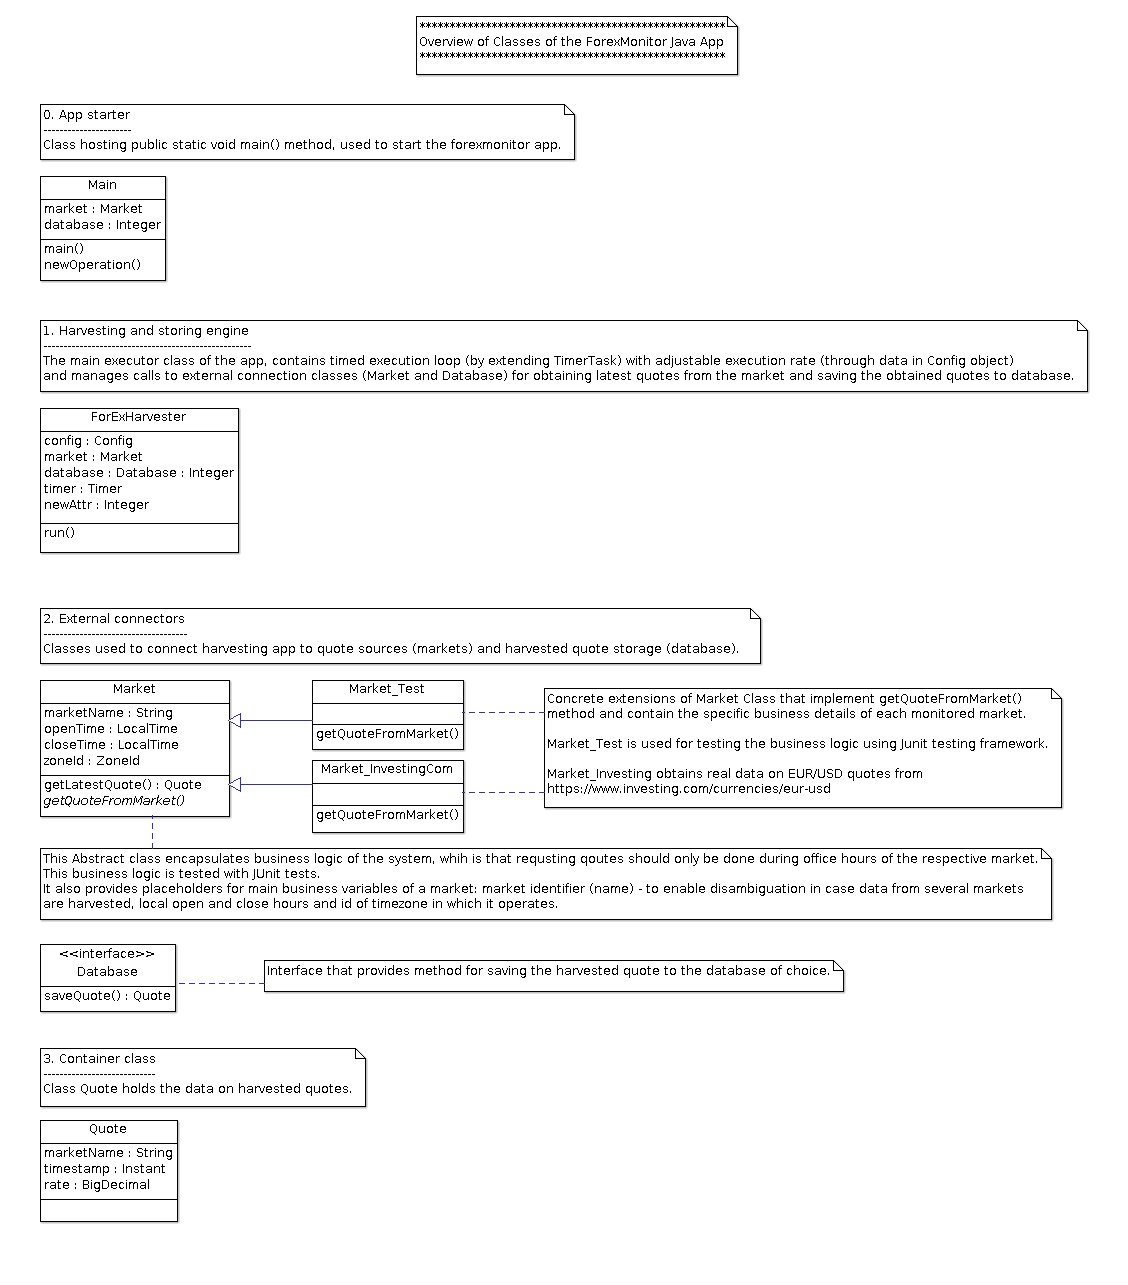 ***************************************************
Overview of Classes of the ForexMonitor Java App
***************************************************
0. App starter
----------------------
Class hosting public static void main() method, used to start the forexmonitor app.
Main
market : Market
database : Integer
main()
newOperation()
1. Harvesting and storing engine
----------------------------------------------------
The main executor class of the app, contains timed execution loop (by extending TimerTask) with adjustable execution rate (through data in Config object)
and manages calls to external connection classes (Market and Database) for obtaining latest quotes from the market and saving the obtained quotes to database.
ForExHarvester
config : Config
market : Market
database : Database : Integer
timer : Timer
newAttr : Integer
run()
2. External connectors
------------------------------------
Classes used to connect harvesting app to quote sources (markets) and harvested quote storage (database).
Market
marketName : String
openTime : LocalTime
closeTime : LocalTime
zoneId : ZoneId
getLatestQuote() : Quote
getQuoteFromMarket()
Market_Test
getQuoteFromMarket()
Market_InvestingCom
getQuoteFromMarket()
Concrete extensions of Market Class that implement getQuoteFromMarket()
method and contain the specific business details of each monitored market.
Market_Test is used for testing the business logic using Junit testing framework.
Market_Investing obtains real data on EUR/USD quotes from
https://www.investing.com/currencies/eur-usd
This Abstract class encapsulates business logic of the system, whih is that requsting qoutes should only be done during office hours of the respective market.
This business logic is tested with JUnit tests.
It also provides placeholders for main business variables of a market: market identifier (name) - to enable disambiguation in case data from several markets
are harvested, local open and close hours and id of timezone in which it operates.
<<interface>>
Database
saveQuote() : Quote
Interface that provides method for saving the harvested quote to the database of choice.
3. Container class
----------------------------
Class Quote holds the data on harvested quotes.
Quote
marketName : String
timestamp : Instant
rate : BigDecimal